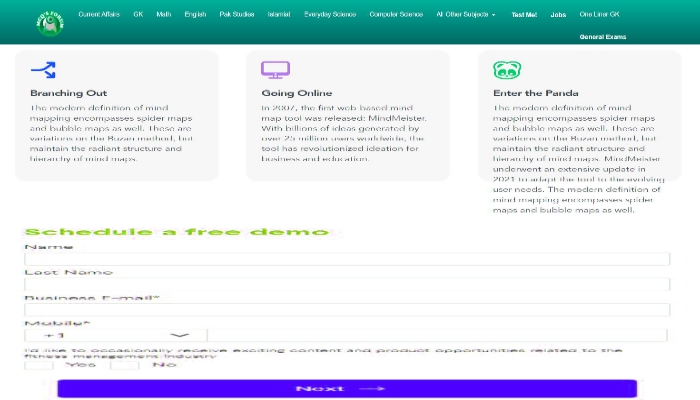 Current Affairs GK Math English Pak Studies Islamiat Everyday Science Computer Science All Other Subjects Test Me! Jobs One Liner GK
General Exams
MCQ'S FORUM
Branching Out
The modern definition of mind
mapping encompasses spider maps
and bubble maps as well. These are
variations on the Buzan method, but
maintain the radiant structure and
hierarchy of mind maps.
Going Online
In 2007, the first web-based mind
map tool was released: MindMeister.
With billions of ideas generated by
over 25 million users worldwide, the
tool has revolutionized ideation for
business and education.
Enter the Panda
The modern definition of mind
mapping encompasses spider maps
and bubble maps as well. These are
variations on the Buzan method, but
maintain the radiant structure and
hierarchy of mind maps. MindMeister
underwent an extensive update in
2021 to adapt the tool to the evolving
user needs. The modern definition of
mind mapping encompasses spider
maps and bubble maps as well.
Schedule a free demo
Name
Last Name
Business E-mail*
Mobile*
+1
I'd like to occasionally receive exciting content and product opportunities related to the
fitness management industry
Yes No
Next →